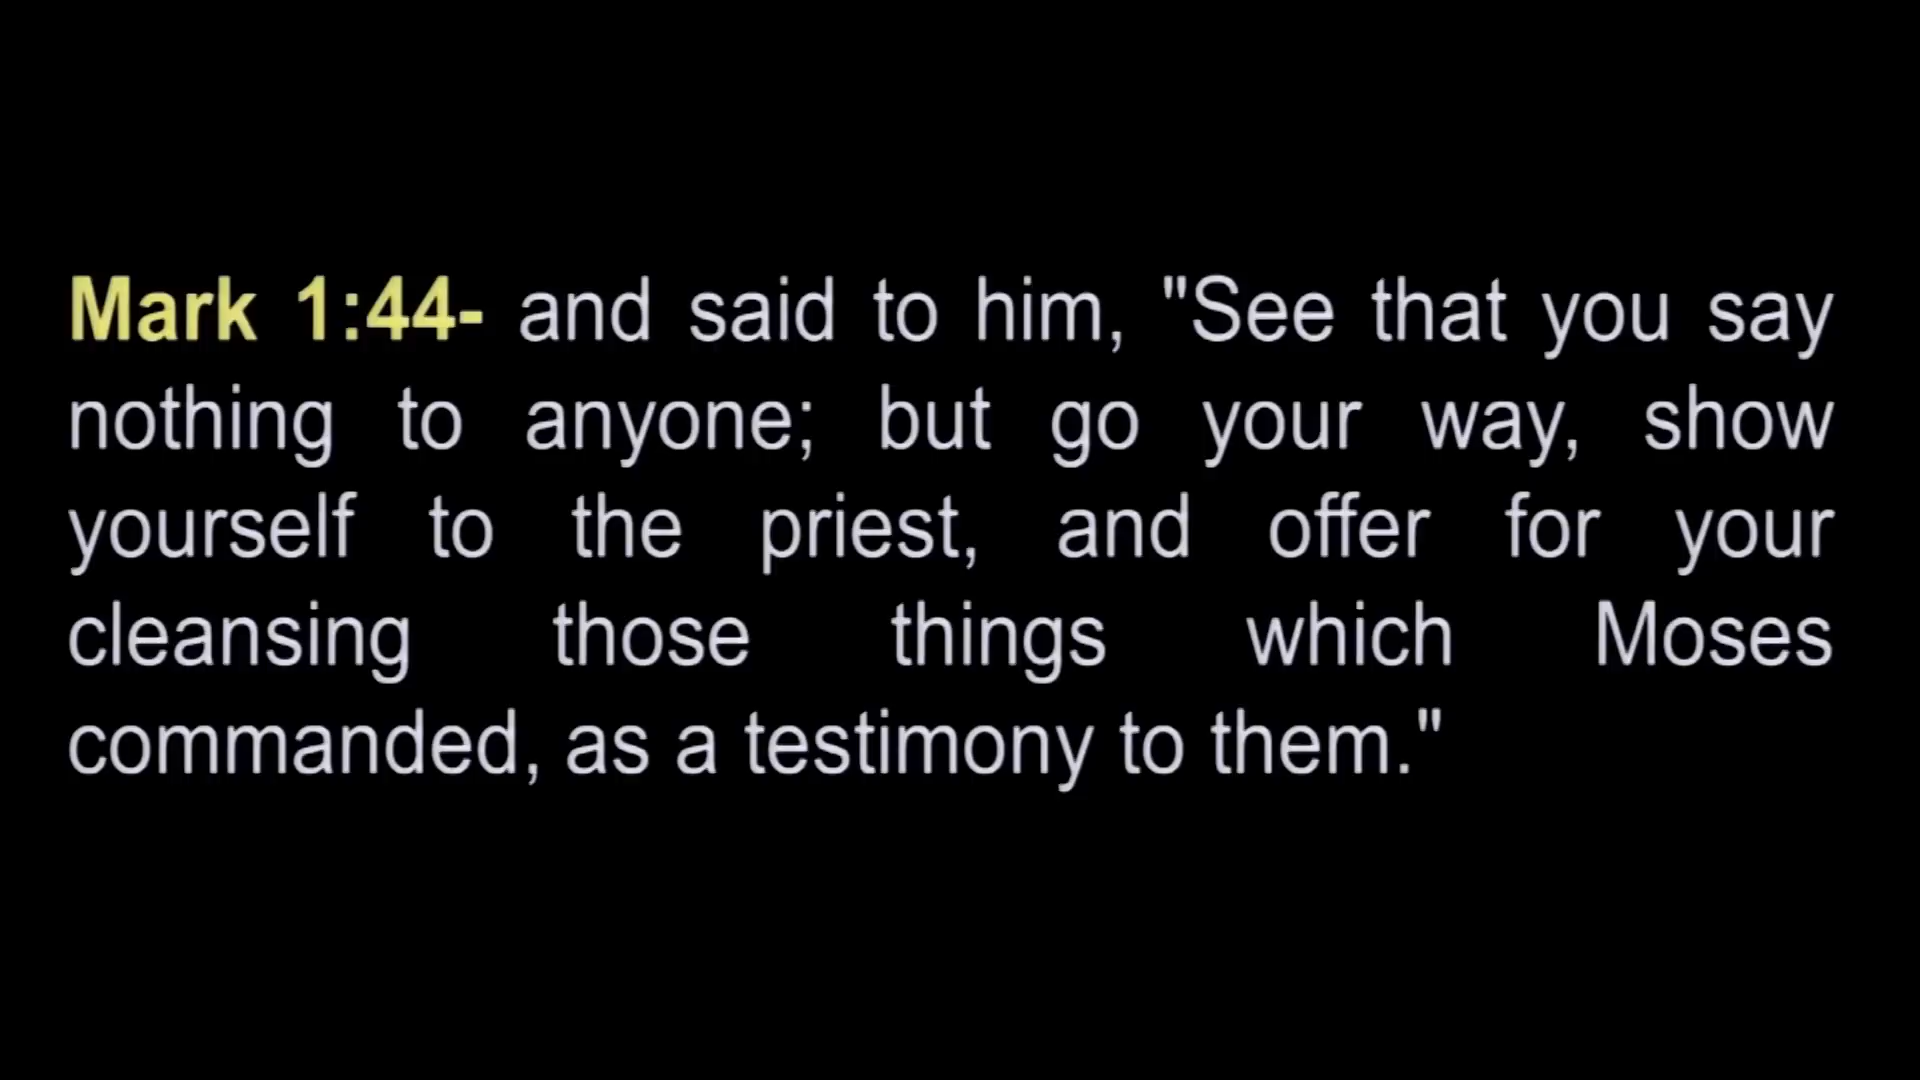 Mark 1:44- and said to him, "See that you say
nothing to anyone; but go your way, show
yourself to the priest, and offer for your
cleansing those things which Moses
commanded, as a testimony to them."